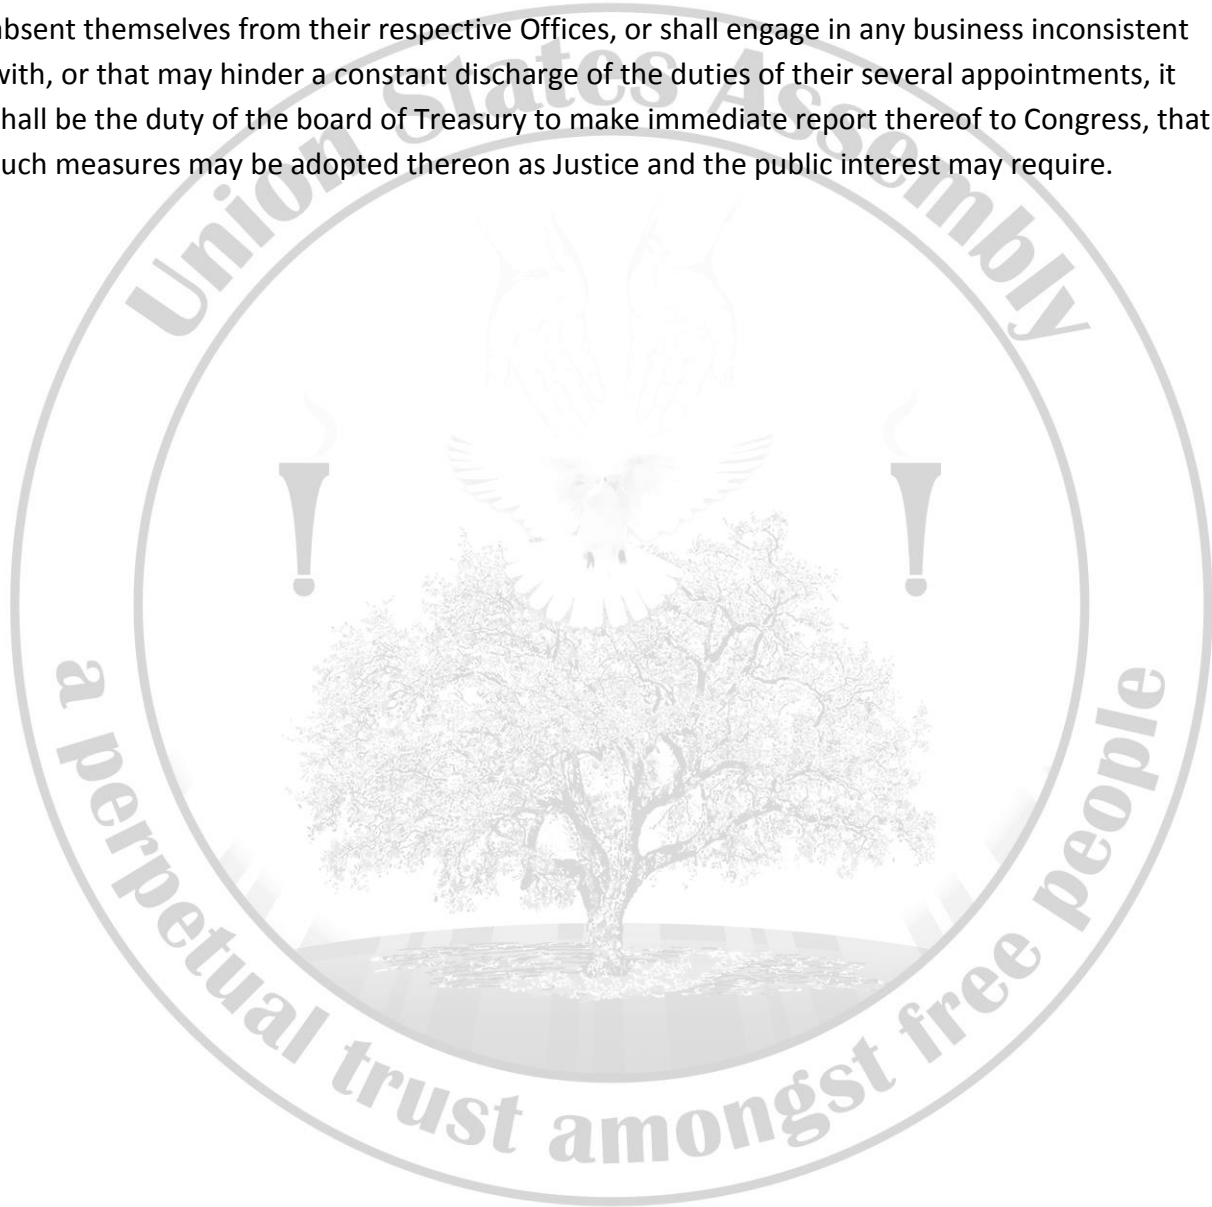 absent themselves from their respective Offices, or shall engage in any business inconsistent
with, or that may hinder a constant discharge of the duties of their several appointments, it
shall be the duty of the board of Treasury to make immediate report thereof to Congress, that
such measures may be adopted thereon as Justice and the public interest may require.
Union States Assembly
a perpetual trust amongst free people